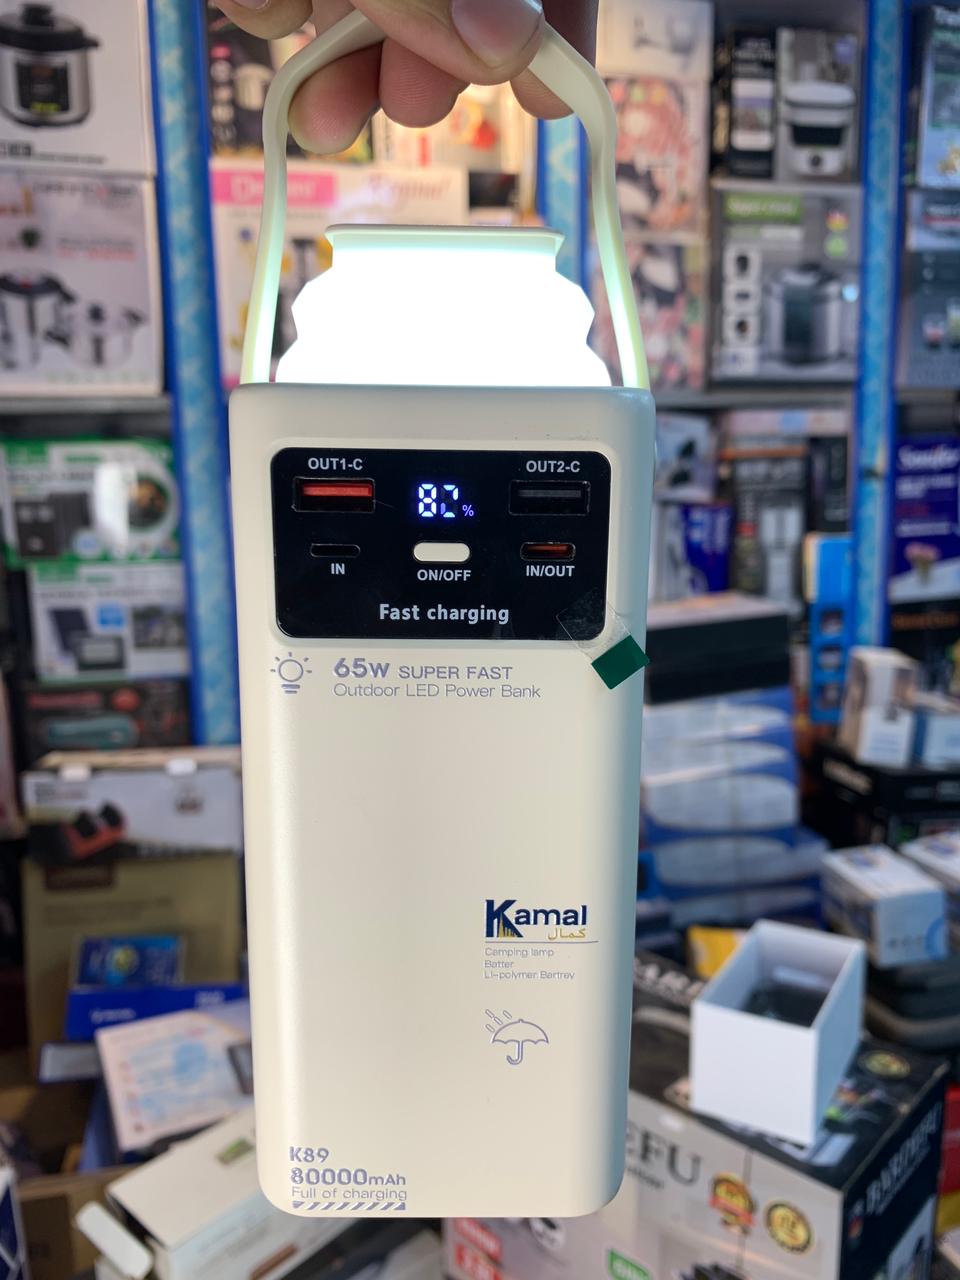 OUT1-C
OUT2-C
82%
IN
ON/OFF
IN/OUT
Fast charging
65w SUPER FAST
Outdoor LED Power Bank
Kamal
كمال
Camping lamp
Batter
Li-polymer Bartrey
K89
80000mAh
Full of charging